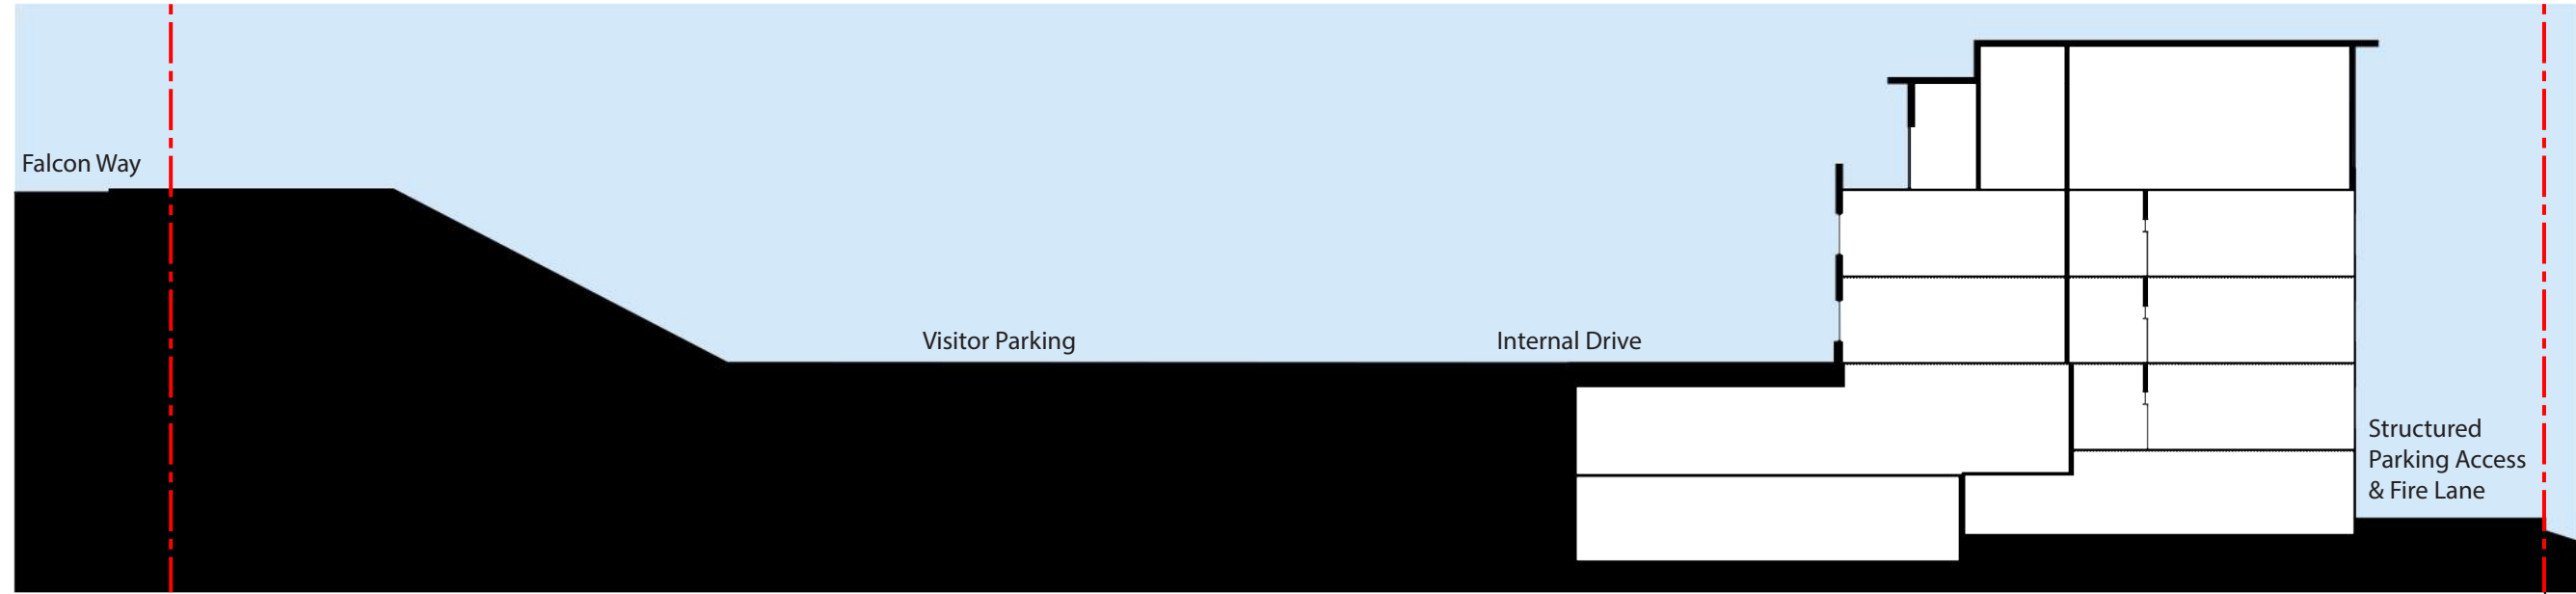 Falcon Way
Visitor Parking
Internal Drive
Structured
Parking Access
& Fire Lane